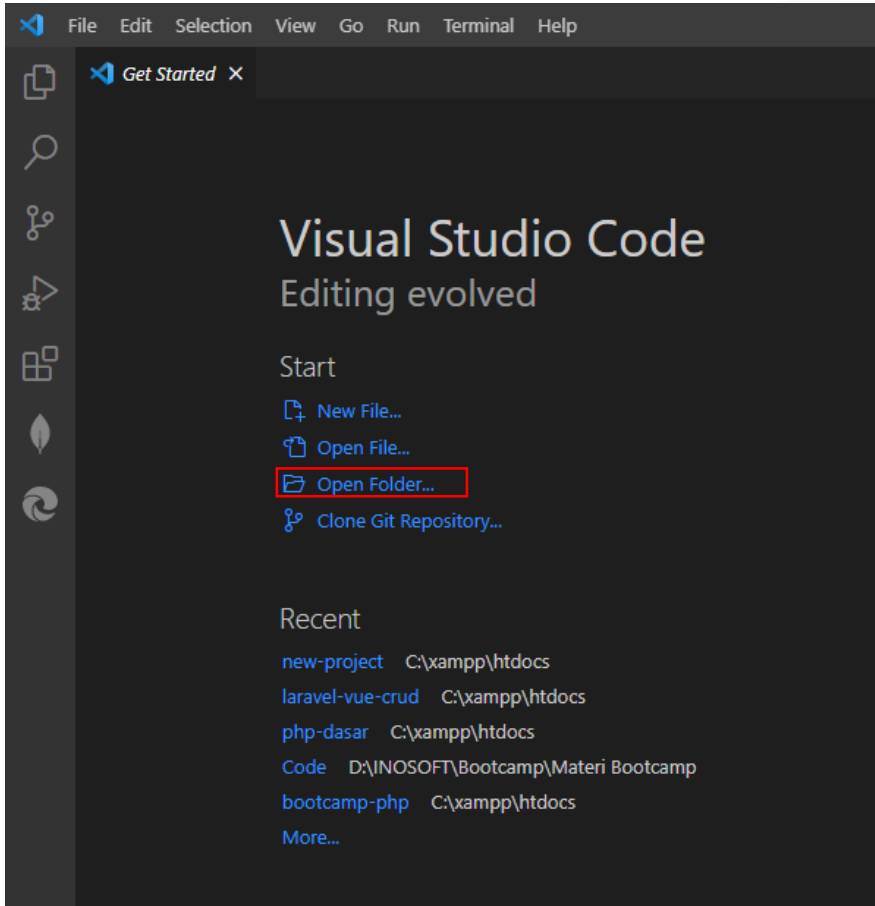 File Edit Selection View Go Run Terminal Help
Get Started
Visual Studio Code
Editing evolved
Start
New File...
Open File...
Open Folder...
Clone Git Repository...
Recent
new-project C:\xampp\htdocs
laravel-vue-crud C:\xampp\htdocs
php-dasar C:\xampp\htdocs
Code D:\INOSOFT\Bootcamp\Materi Bootcamp
bootcamp-php C:\xampp\htdocs
More...